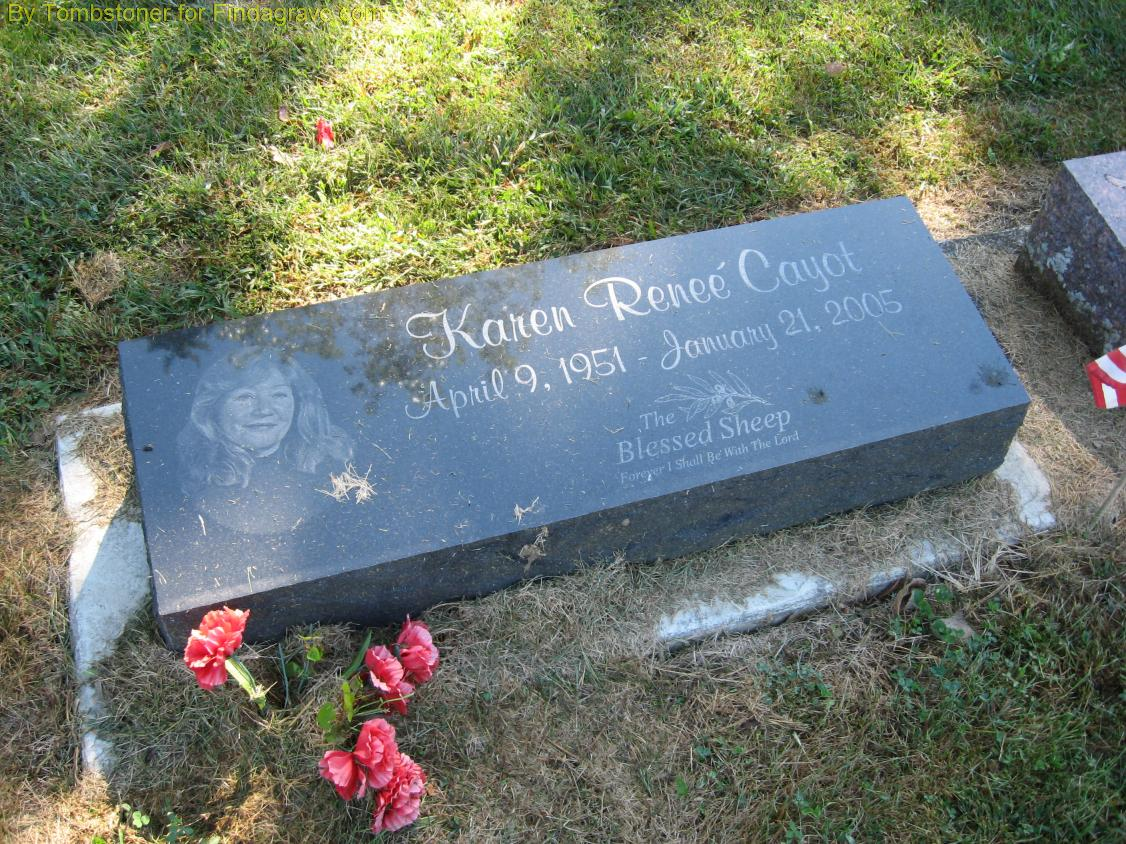 By Tombstoner for Findagrave.com
Karen Reneé Cayot
April 9, 1951 - January 21, 2005
The
Blessed Sheep
Forever I Shall Be With The Lord